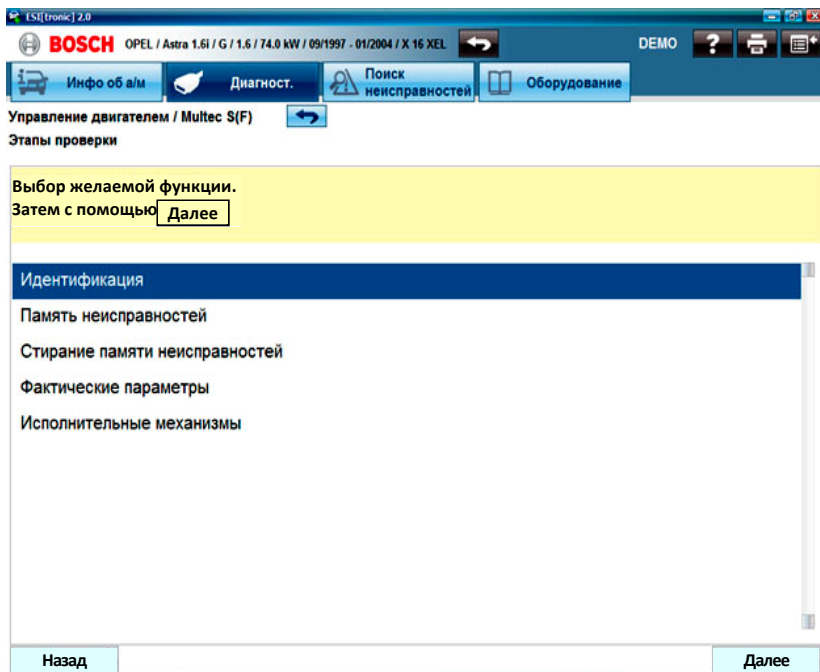 ESI[tronic] 2.0
BOSCH OPEL / Astra 1.6i / G / 1.6 / 74.0 kW / 09/1997 - 01/2004 / X 16 XEL DEMO ?
Инфо об а/м Диагност. Поиск неисправностей Оборудование
Управление двигателем / Multec S(F)
Этапы проверки
Выбор желаемой функции.
Затем с помощью Далее
Идентификация
Память неисправностей
Стирание памяти неисправностей
Фактические параметры
Исполнительные механизмы
Назад Далее